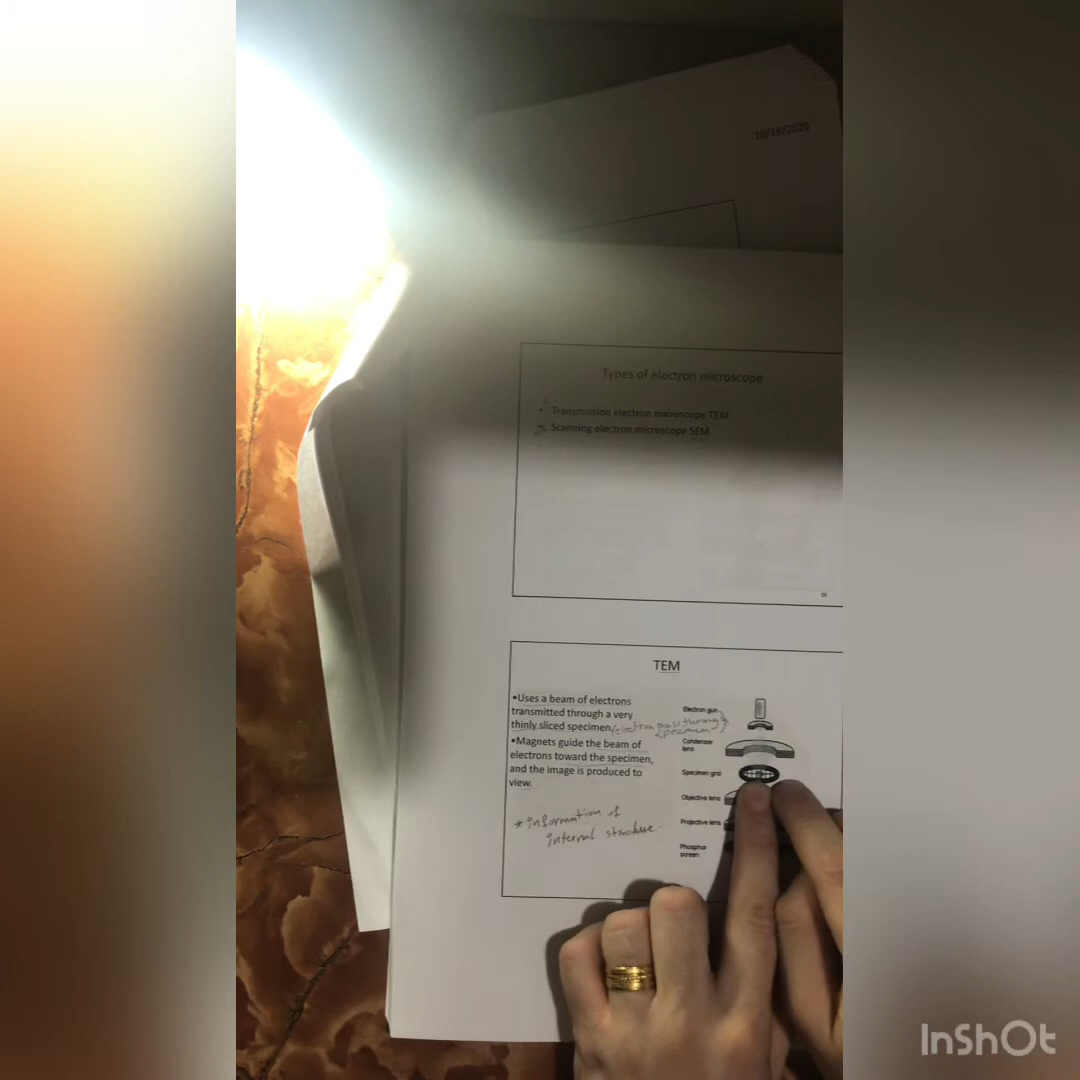 10/18/2020
Types of electron microscope
1.
• Transmission electron microscope TEM
2- Scanning electron microscope SEM
TEM
•Uses a beam of electrons
transmitted through a very
thinly sliced specimen/electron pass through
specimen
•Magnets guide the beam of
electrons toward the specimen,
and the image is produced to
view.
* information of
internal structure
Electron gun
Condenser
lens
Specimen grid
Objective lens
Projective lens
Phosphor
screen
InShOt